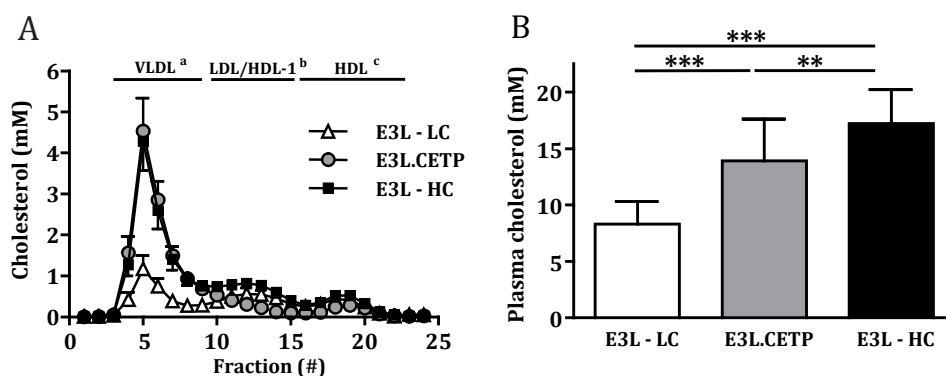 A
VLDL a LDL/HDL-1 b HDL c
6
5
4
3
2
1
0
Cholesterol (mM)
E3L - LC
E3L.CETP
E3L - HC
0 5 10 15 20 25
Fraction (#)
B
***
*** **
20
15
10
5
0
Plasma cholesterol (mM)
E3L - LC E3L.CETP E3L - HC